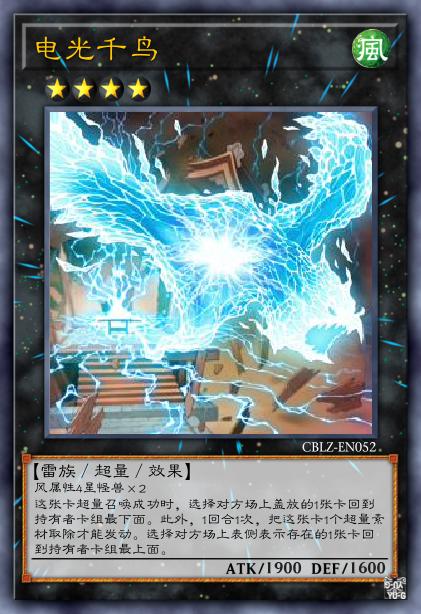 电光千鸟
風
CBLZ-EN052
【雷族／超量／效果】
风属性4星怪兽×2
这张卡超量召唤成功时，选择对方场上盖放的1张卡回到
持有者卡组最下面。此外，1回合1次，把这张卡1个超量素
材取除才能发动。选择对方场上表侧表示存在的1张卡回
到持有者卡组最上面。
ATK/1900 DEF/1600